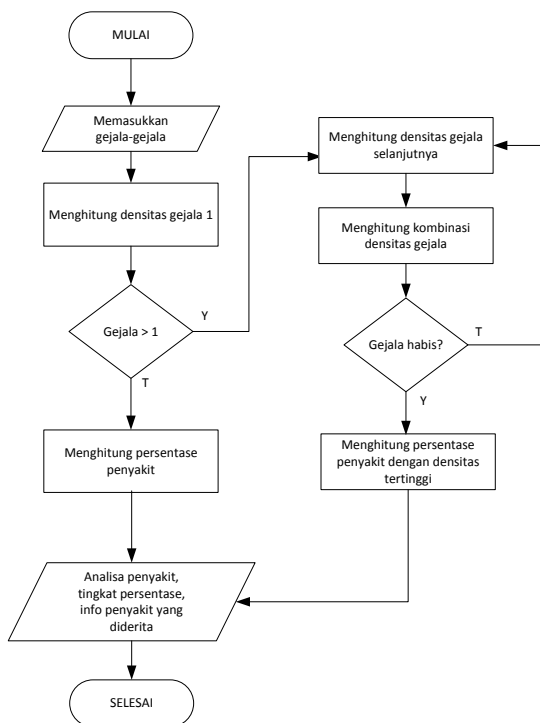 MULAI
Memasukkan
gejala-gejala
Menghitung densitas gejala 1
Gejala > 1
Y
T
Menghitung persentase
penyakit
Menghitung densitas gejala
selanjutnya
Menghitung kombinasi
densitas gejala
Gejala habis?
T
Y
Menghitung persentase
penyakit dengan densitas
tertinggi
Analisa penyakit,
tingkat persentase,
info penyakit yang
diderita
SELESAI